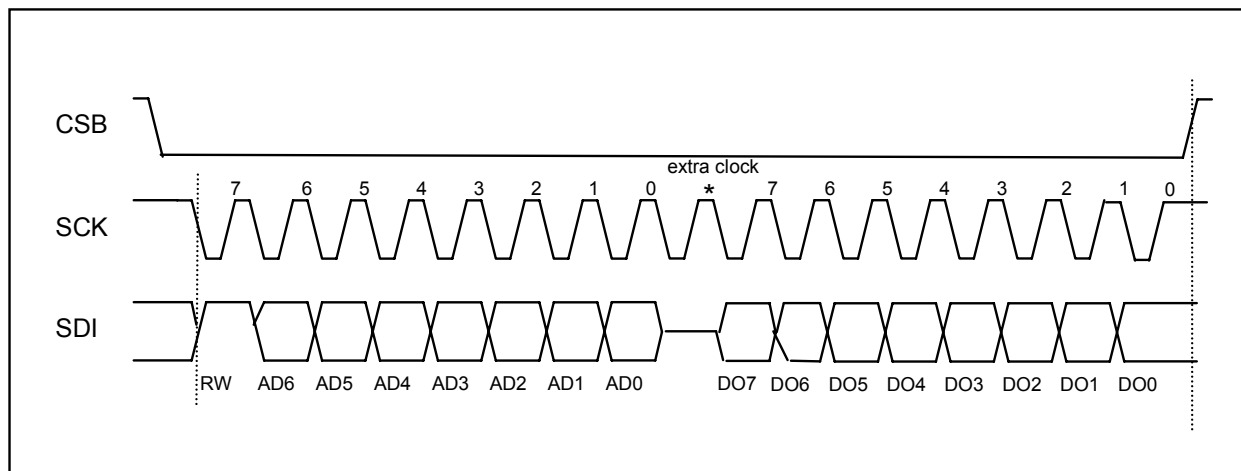 CSB
extra clock
7 6 5 4 3 2 1 0 * 7 6 5 4 3 2 1 0
SCK
SDI
RW AD6 AD5 AD4 AD3 AD2 AD1 AD0 DO7 DO6 DO5 DO4 DO3 DO2 DO1 DO0